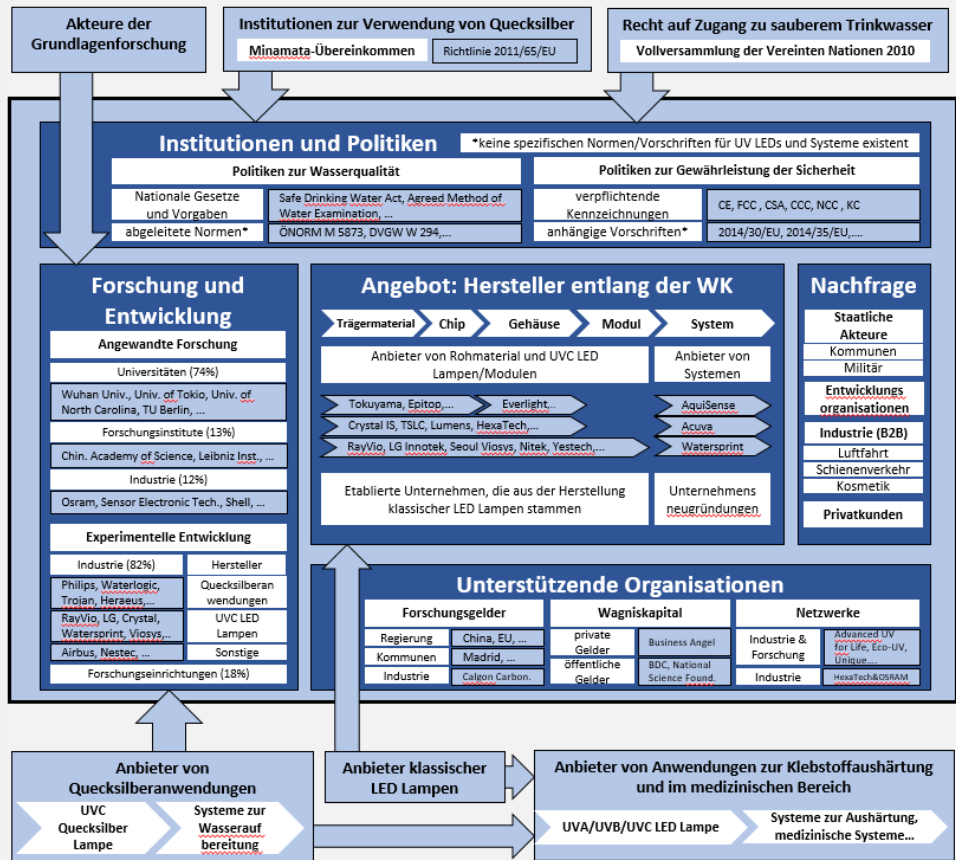 Akteure der
Grundlagenforschung
Institutionen zur Verwendung von Quecksilber
Minamata-Übereinkommen
Richtlinie 2011/65/EU
Recht auf Zugang zu sauberem Trinkwasser
Vollversammlung der Vereinten Nationen 2010
Institutionen und Politiken
*keine spezifischen Normen/Vorschriften für UV LEDs und Systeme existent
Politiken zur Wasserqualität
Nationale Gesetze
und Vorgaben
Safe Drinking Water Act, Agreed Method of
Water Examination, ...
abgeleitete Normen*
ÖNORM M 5873, DVGW W 294,...
Politiken zur Gewährleistung der Sicherheit
verpflichtende
Kennzeichnungen
CE, FCC , CSA, CCC, NCC , KC
anhängige Vorschriften*
2014/30/EU, 2014/35/EU,....
Forschung und
Entwicklung
Angewandte Forschung
Universitäten (74%)
Wuhan Univ., Univ. of Tokio, Univ. of
North Carolina, TU Berlin, ...
Forschungsinstitute (13%)
Chin. Academy of Science, Leibniz Inst., ...
Industrie (12%)
Osram, Sensor Electronic Tech., Shell, ...
Experimentelle Entwicklung
Industrie (82%)
Hersteller
Philips, Waterlogic,
Trojan, Heraeus,...
Quecksilberan
wendungen
RayVio, LG, Crystal,
Watersprint, Viosys,..
UVC LED
Lampen
Airbus, Nestec, ...
Sonstige
Forschungseinrichtungen (18%)
Angebot: Hersteller entlang der WK
Trägermaterial
Chip
Gehäuse
Modul
System
Anbieter von Rohmaterial und UVC LED
Lampen/Modulen
Anbieter von
Systemen
Tokuyama, Epitop,...
Everlight,..
AquiSense
Crystal IS, TSLC, Lumens, HexaTech,...
Acuva
RayVio, LG Innotek, Seoul Viosys, Nitek, Yestech,...
Watersprint
Etablierte Unternehmen, die aus der Herstellung
klassischer LED Lampen stammen
Unternehmens
neugründungen
Nachfrage
Staatliche
Akteure
Kommunen
Militär
Entwicklungs
organisationen
Industrie (B2B)
Luftfahrt
Schienenverkehr
Kosmetik
Privatkunden
Unterstützende Organisationen
Forschungsgelder
Regierung
China, EU, ...
Kommunen
Madrid, ...
Industrie
Calgon Carbon.
Wagniskapital
private
Gelder
Business Angel
öffentliche
Gelder
BDC, National
Science Found.
Netzwerke
Industrie &
Forschung
Advanced UV
for Life, Eco-UV,
Unique....
Industrie
HexaTech&OSRAM
Anbieter von
Quecksilberanwendungen
UVC
Quecksilber
Lampe
Systeme zur
Wasserauf
bereitung
Anbieter klassischer
LED Lampen
Anbieter von Anwendungen zur Klebstoffaushärtung
und im medizinischen Bereich
UVA/UVB/UVC LED Lampe
Systeme zur Aushärtung,
medizinische Systeme...